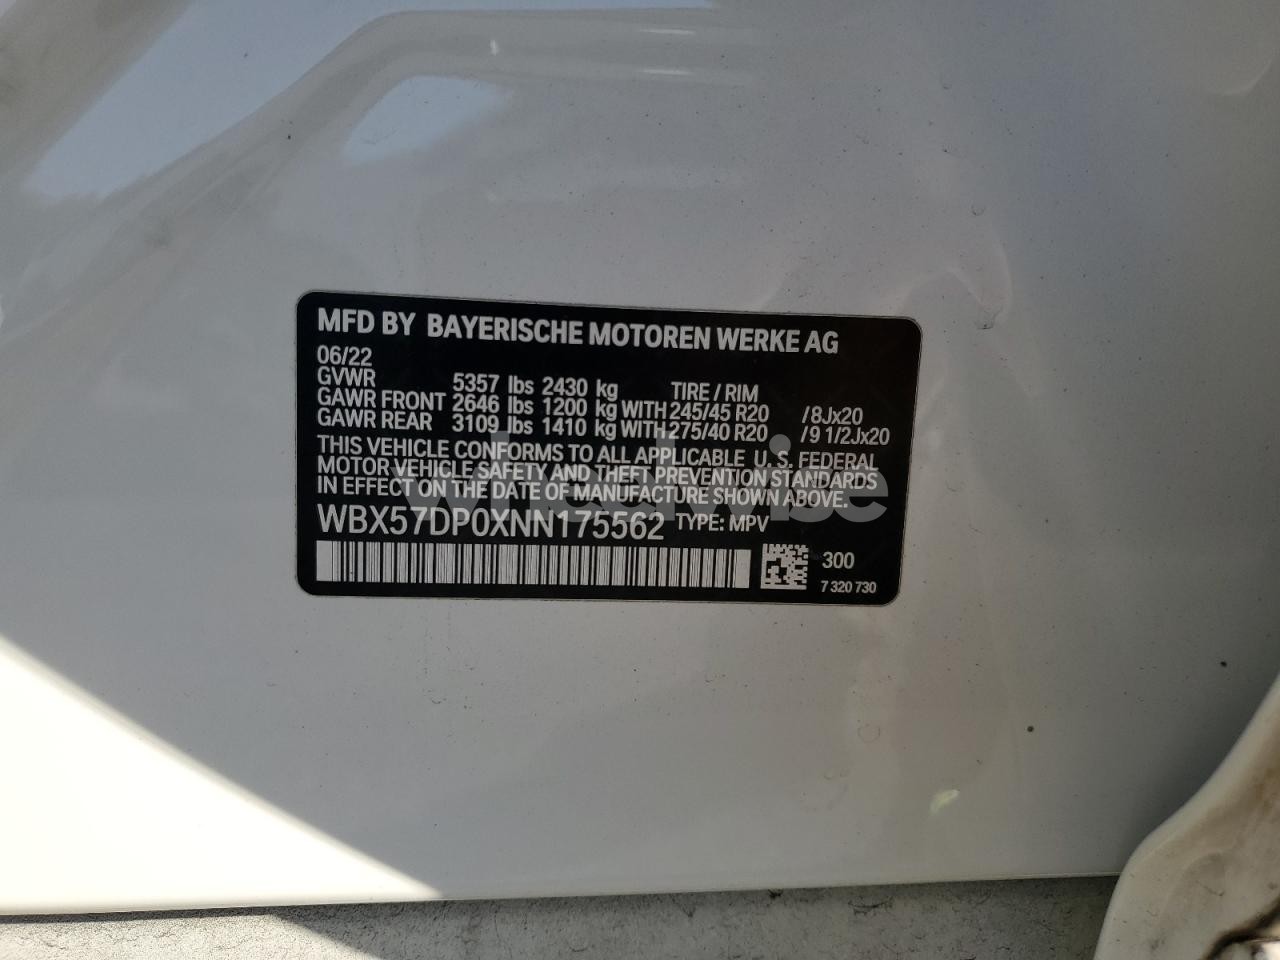 MFD BY BAYERISCHE MOTOREN WERKE AG
06/22
GVWR 5357 lbs 2430 kg TIRE / RIM
GAWR FRONT 2646 lbs 1200 kg WITH 245/45 R20 /8Jx20
GAWR REAR 3109 lbs 1410 kg WITH 275/40 R20 /9 1/2Jx20
THIS VEHICLE CONFORMS TO ALL APPLICABLE U.S. FEDERAL
MOTOR VEHICLE SAFETY AND THEFT PREVENTION STANDARDS
IN EFFECT ON THE DATE OF MANUFACTURE SHOWN ABOVE.
WBX57DP0XNN175562 TYPE: MPV
300
7 320 730
wheelwise